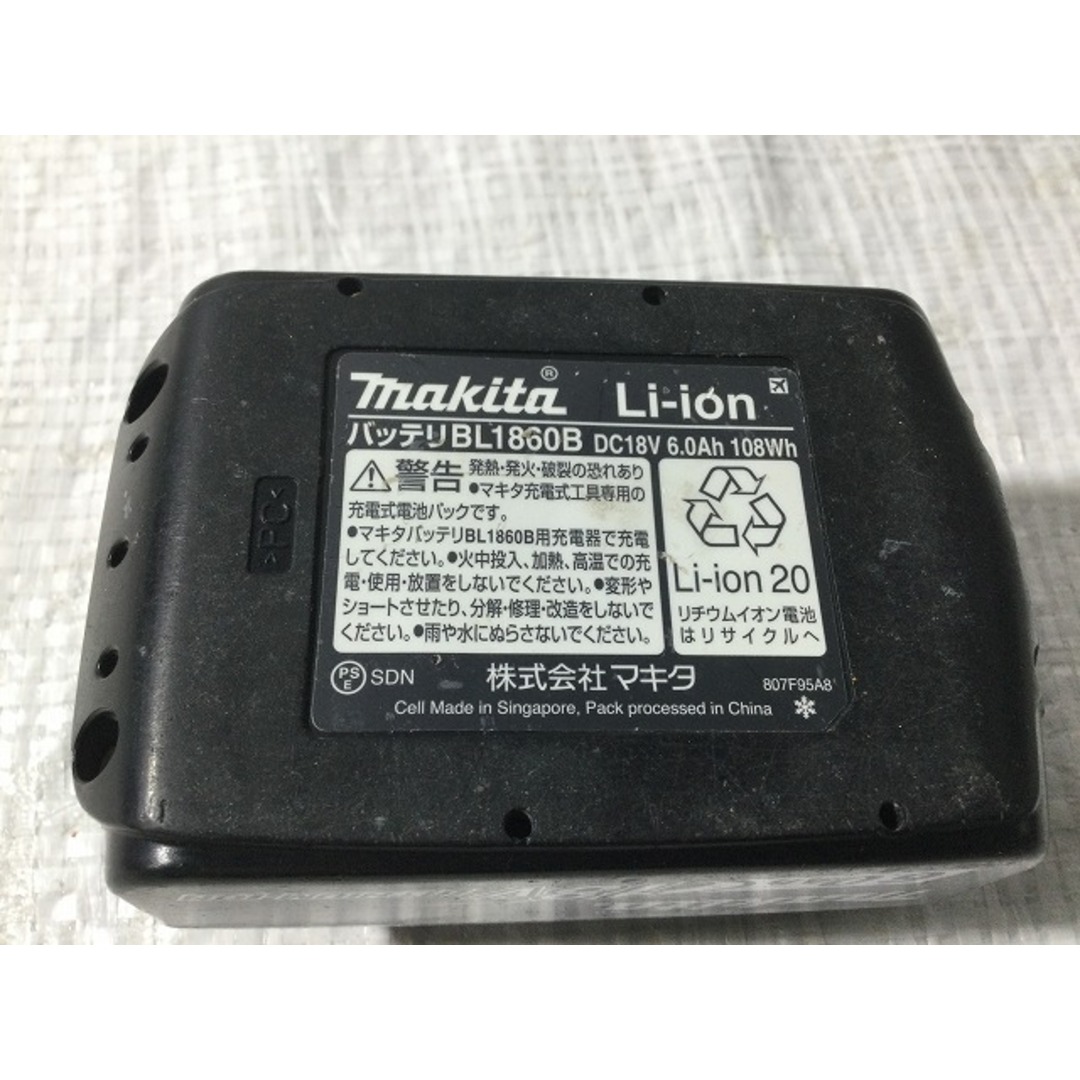 makita® Li-ion
バッテリBL1860B DC18V 6.0Ah 108Wh
警告 発熱・発火・破裂の恐れあり
●マキタ充電式工具専用の
充電式電池パックです。
●マキタバッテリBL1860B用充電器で充電
してください。●火中投入、加熱、高温での充
電・使用・放置をしないでください。●変形や
ショートさせたり、分解・修理・改造をしないで
ください。●雨や水にぬらさないでください。
Li-ion 20
リチウムイオン電池
はリサイクルへ
PSE SDN 株式会社 マキタ 807F95A8
Cell Made in Singapore, Pack processed in China
>PC<